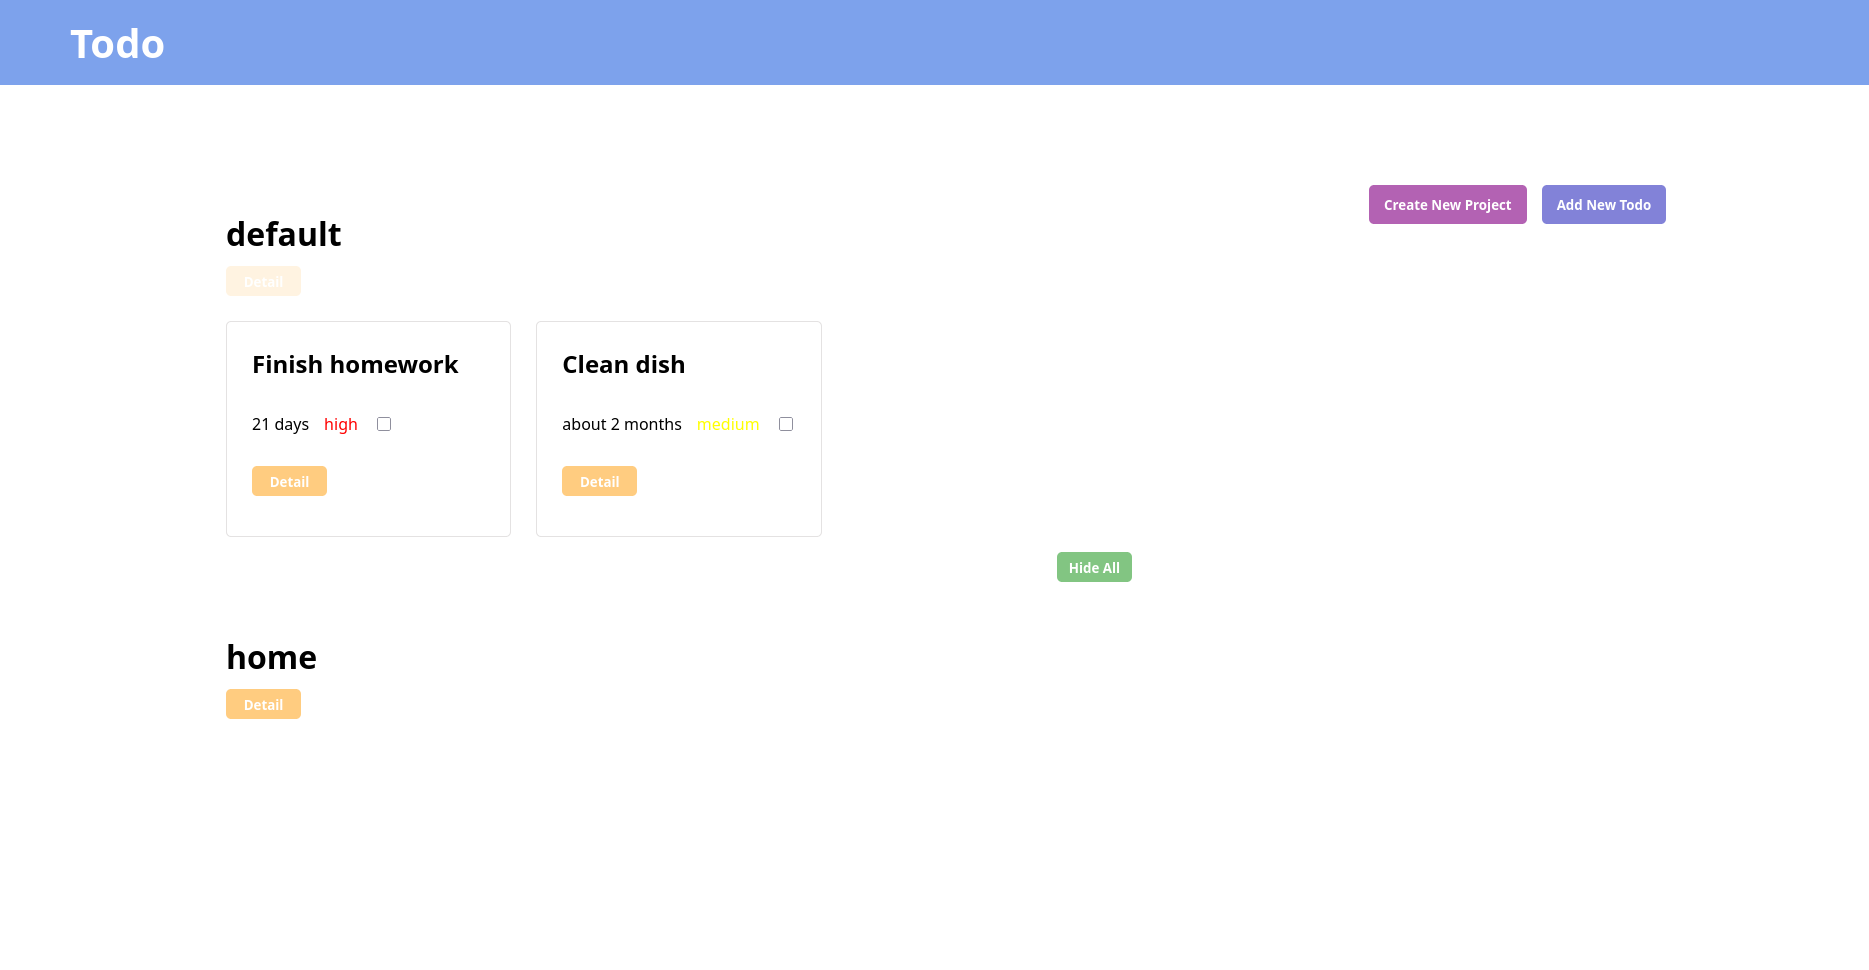 Todo
Create New Project
Add New Todo
default
Detail
Finish homework
21 days high
Detail
Clean dish
about 2 months medium
Detail
Hide All
home
Detail